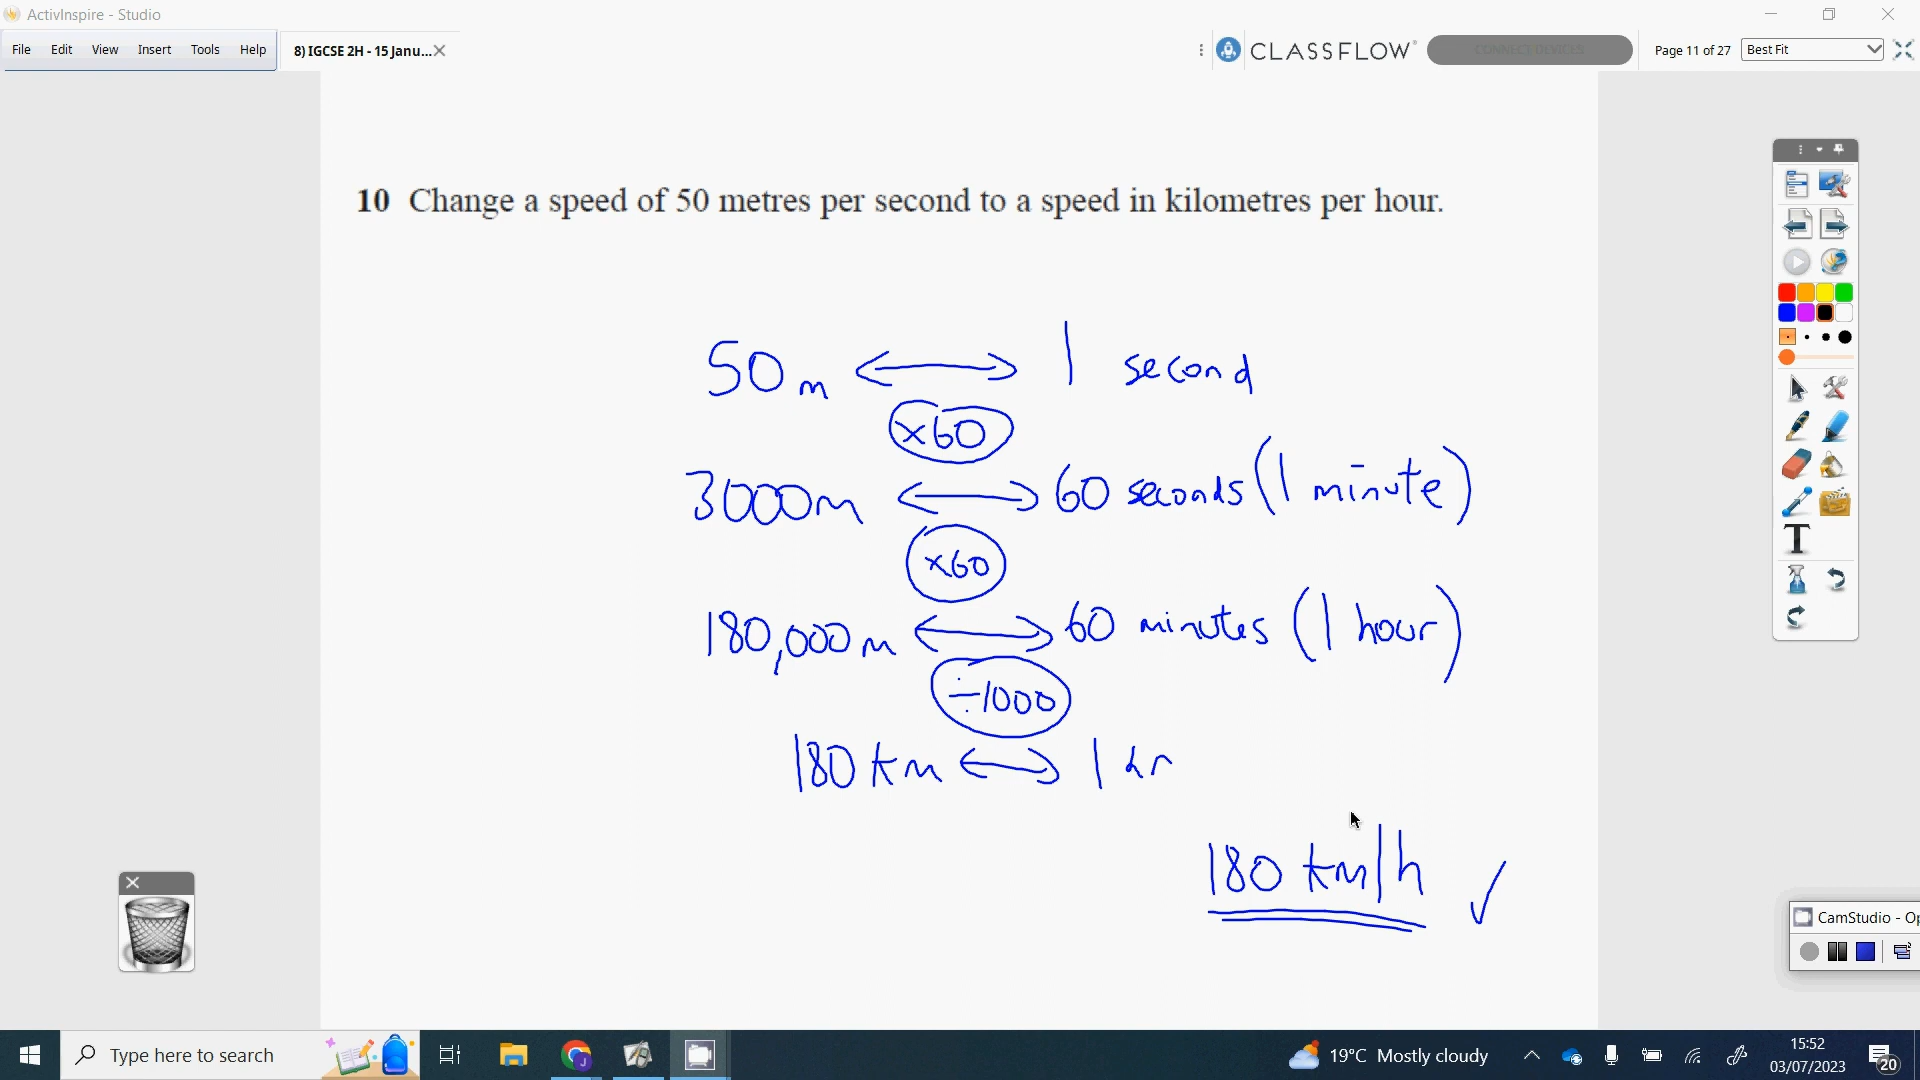 ActivInspire - Studio
File Edit View Insert Tools Help
8) IGCSE 2H - 15 Janu...
CLASSFLOW
CONNECT DEVICES
Page 11 of 27
Best Fit
10 Change a speed of 50 metres per second to a speed in kilometres per hour.
50 m ⟷ 1 second
×60
3000m ⟷ 60 seconds (1 minute)
×60
180,000 m ⟷ 60 minutes (1 hour)
÷1000
180 km ⟷ 1 hr
180 km/h ✓
T
CamStudio - Op
Type here to search
19°C Mostly cloudy
15:52
03/07/2023
20